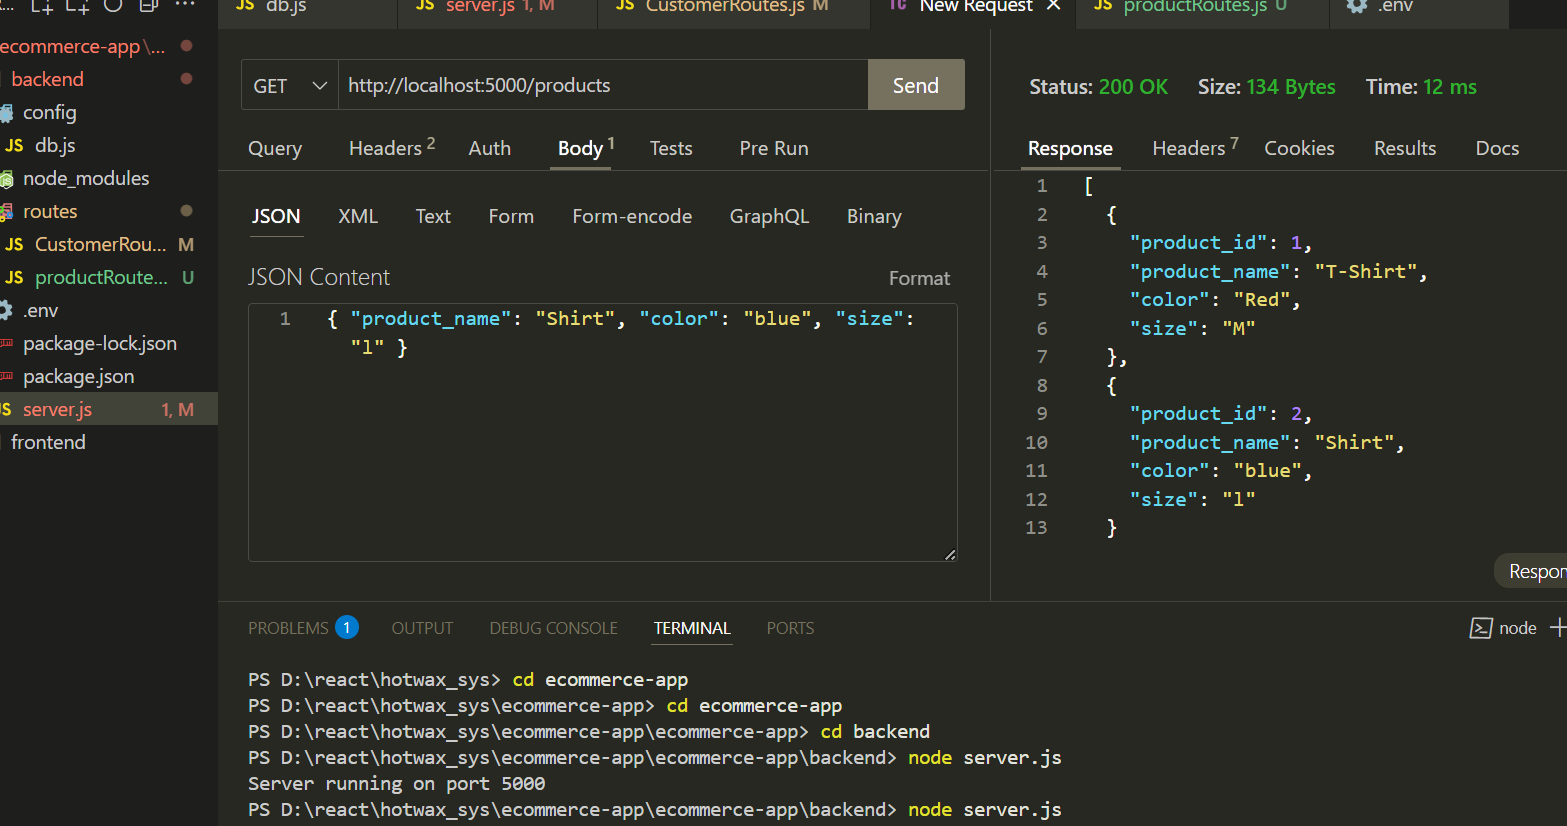 JS db.js
JS server.js 1, M
JS CustomerRoutes.js M
TC New Request ×
JS productRoutes.js U
.env
ecommerce-app\...
backend
config
JS db.js
node_modules
routes
JS CustomerRou... M
JS productRoute... U
.env
package-lock.json
package.json
JS server.js 1, M
frontend
GET http://localhost:5000/products Send
Query Headers 2 Auth Body 1 Tests Pre Run
JSON XML Text Form Form-encode GraphQL Binary
JSON Content Format
1 { "product_name": "Shirt", "color": "blue", "size":
"l" }
Status: 200 OK Size: 134 Bytes Time: 12 ms
Response Headers 7 Cookies Results Docs
1 [
2 {
3 "product_id": 1,
4 "product_name": "T-Shirt",
5 "color": "Red",
6 "size": "M"
7 },
8 {
9 "product_id": 2,
10 "product_name": "Shirt",
11 "color": "blue",
12 "size": "l"
13 }
Respon
PROBLEMS 1 OUTPUT DEBUG CONSOLE TERMINAL PORTS
node
PS D:\react\hotwax_sys> cd ecommerce-app
PS D:\react\hotwax_sys\ecommerce-app> cd ecommerce-app
PS D:\react\hotwax_sys\ecommerce-app\ecommerce-app> cd backend
PS D:\react\hotwax_sys\ecommerce-app\ecommerce-app\backend> node server.js
Server running on port 5000
PS D:\react\hotwax_sys\ecommerce-app\ecommerce-app\backend> node server.js